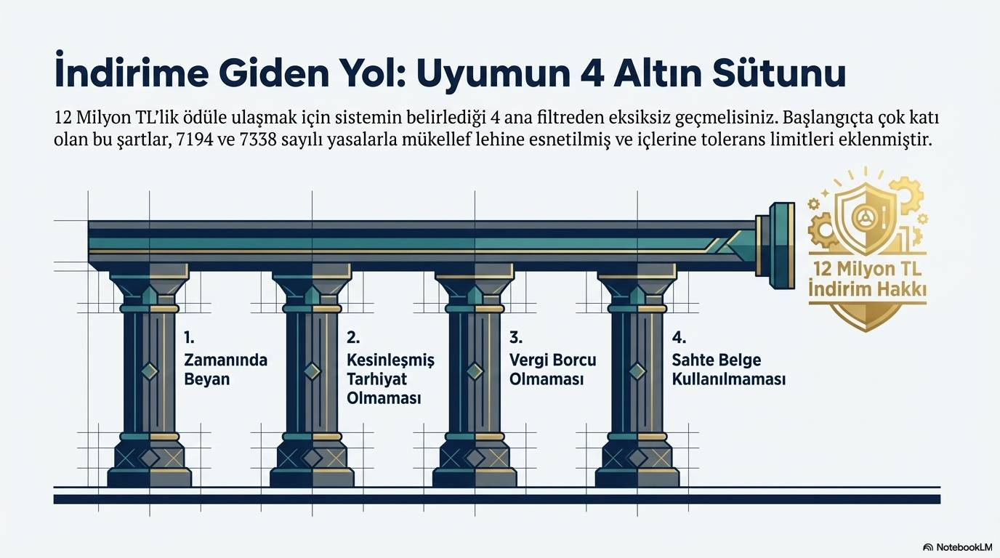 İndirime Giden Yol: Uyumun 4 Altın Sütunu
12 Milyon TL'lik ödüle ulaşmak için sistemin belirlediği 4 ana filtreden eksiksiz geçmelisiniz. Başlangıçta çok katı
olan bu şartlar, 7194 ve 7338 sayılı yasalarla mükellef lehine esnetilmiş ve içlerine tolerans limitleri eklenmiştir.
12 Milyon TL
İndirim Hakkı
1.
Zamanında
Beyan
2.
Kesinleşmiş
Tarhiyat
Olmaması
3.
Vergi Borcu
Olmaması
4.
Sahte Belge
Kullanılmaması
NotebookLM